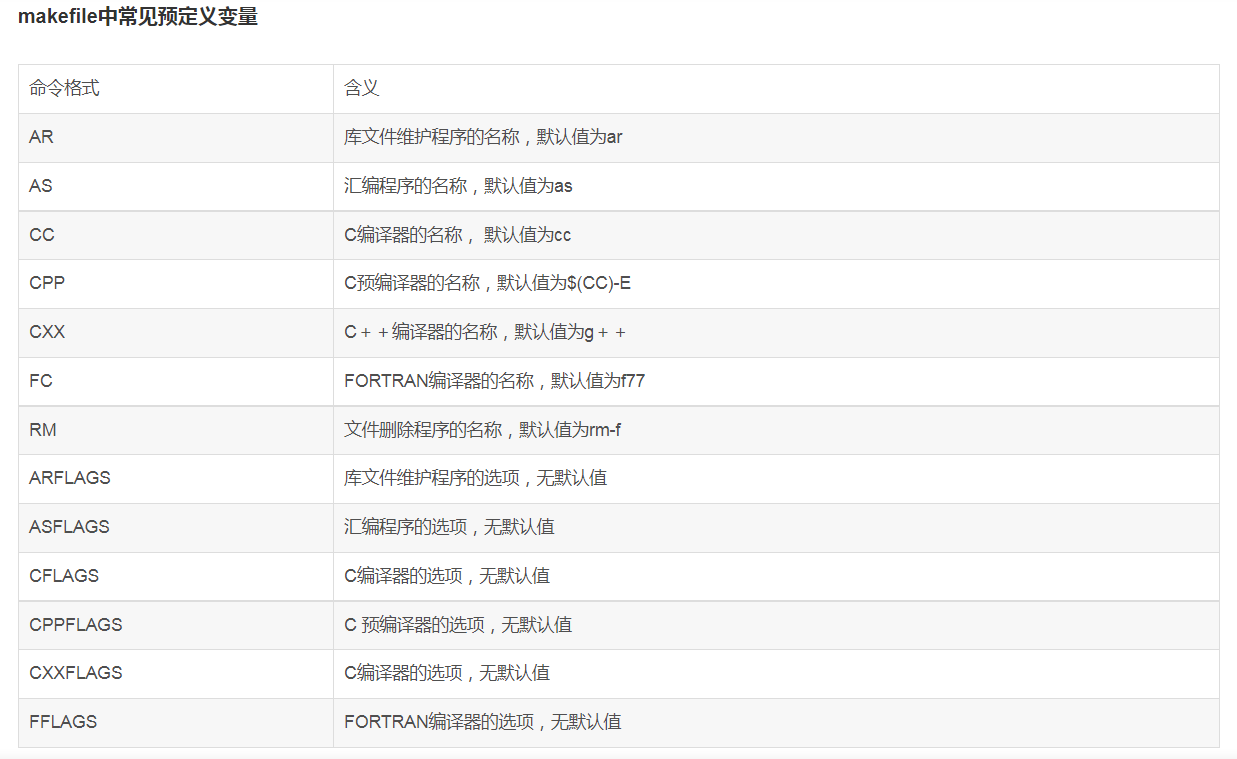 makefile中常见预定义变量
命令格式 含义
AR 库文件维护程序的名称，默认值为ar
AS 汇编程序的名称，默认值为as
CC C编译器的名称， 默认值为cc
CPP C预编译器的名称，默认值为$(CC)-E
CXX C＋＋编译器的名称，默认值为g＋＋
FC FORTRAN编译器的名称，默认值为f77
RM 文件删除程序的名称，默认值为rm-f
ARFLAGS 库文件维护程序的选项，无默认值
ASFLAGS 汇编程序的选项，无默认值
CFLAGS C编译器的选项，无默认值
CPPFLAGS C 预编译器的选项，无默认值
CXXFLAGS C编译器的选项，无默认值
FFLAGS FORTRAN编译器的选项，无默认值